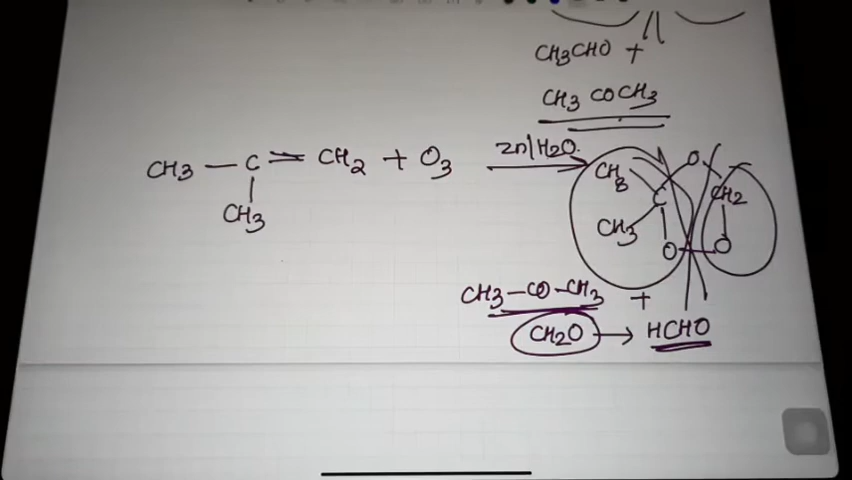 CH3CHO +
CH3 COCH3
CH3 — C = CH2 + O3
CH3
Zn|H2O.
CH3
C
CH3
O
CH2
O
O
CH3–CO–CH3 +
CH2O → HCHO